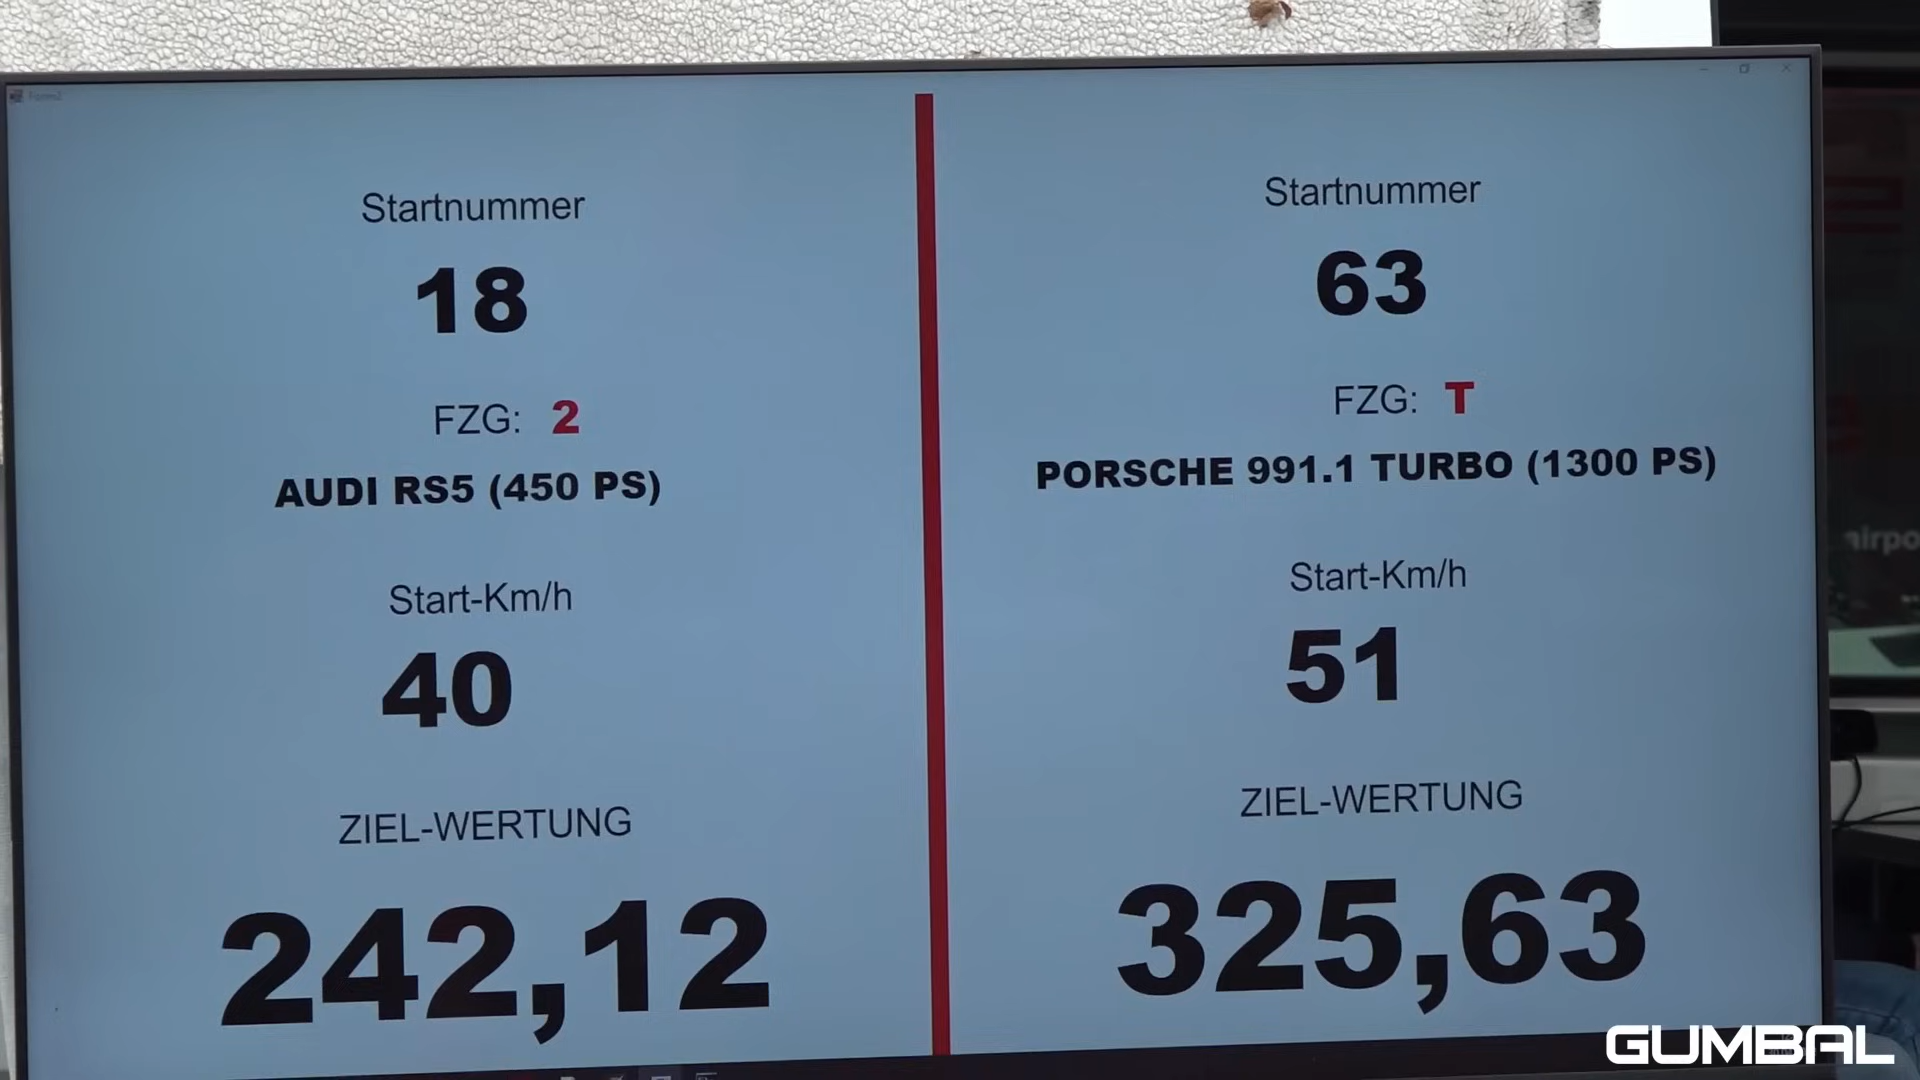 Startnummer
18
FZG: 2
AUDI RS5 (450 PS)
Start-Km/h
40
ZIEL-WERTUNG
242,12
Startnummer
63
FZG: T
PORSCHE 991.1 TURBO (1300 PS)
Start-Km/h
51
ZIEL-WERTUNG
325,63
airpo
GUMBAL